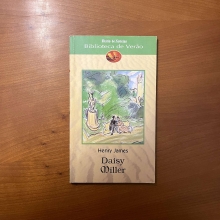 Biblioteca de Verão
Henry James
Daisy
Miller